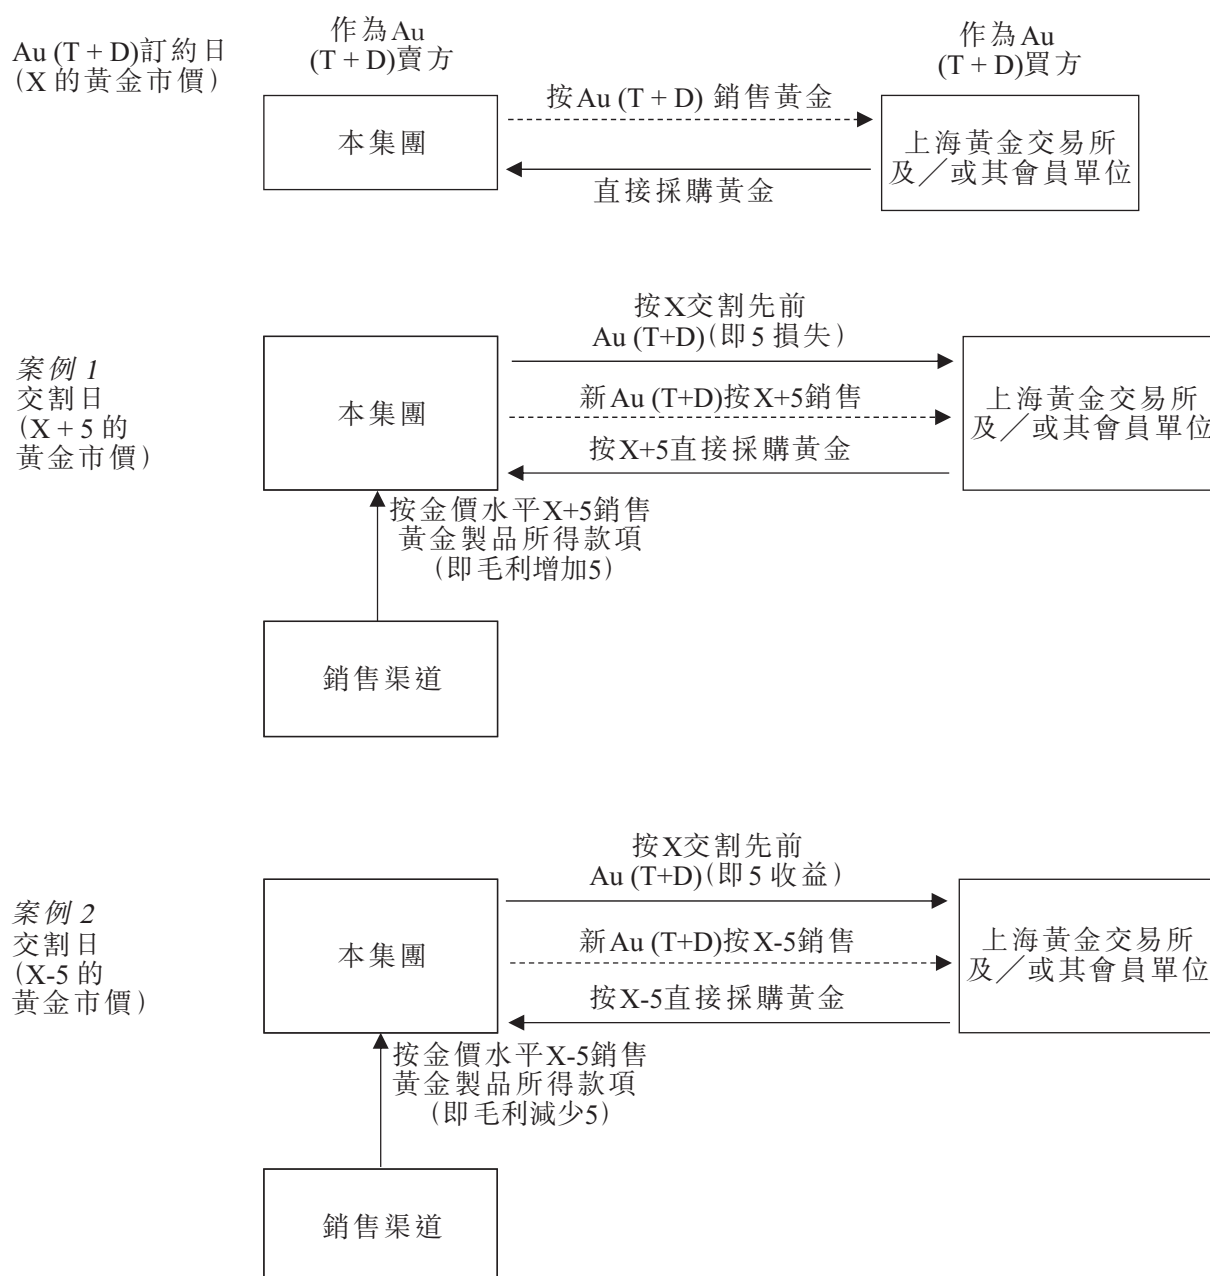 Au (T + D)訂約日
(X 的黃金市價)
作為Au
(T + D)賣方
作為Au
(T + D)買方
本集團
按Au (T + D) 銷售黃金
直接採購黃金
上海黃金交易所
及／或其會員單位
案例 1
交割日
(X + 5 的
黃金市價)
本集團
按X交割先前
Au (T+D)(即5 損失)
新Au (T+D)按X+5銷售
按X+5直接採購黃金
上海黃金交易所
及／或其會員單位
按金價水平X+5銷售
黃金製品所得款項
(即毛利增加5)
銷售渠道
案例 2
交割日
(X-5 的
黃金市價)
本集團
按X交割先前
Au (T+D)(即5 收益)
新Au (T+D)按X-5銷售
按X-5直接採購黃金
上海黃金交易所
及／或其會員單位
按金價水平X-5銷售
黃金製品所得款項
(即毛利減少5)
銷售渠道